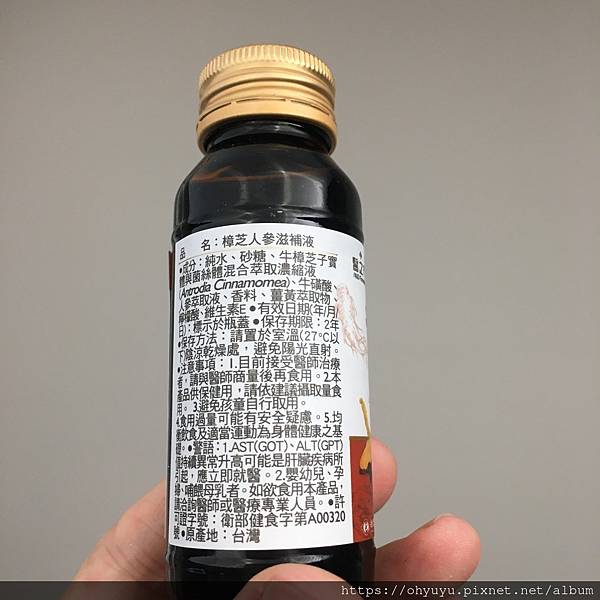 品　名：樟芝人參滋補液
●成分：純水、砂糖、牛樟芝子實
體與菌絲體混合萃取濃縮液
(Antrodia Cinnamomea)、牛磺酸、
人參萃取液、香料、薑黃萃取物、
檸檬酸、維生素E ●有效日期(年/月/
日)：標示於瓶蓋 ●保存期限：2年
●保存方法：請置於室溫(27℃以
下)陰涼乾燥處，避免陽光直射。
●注意事項：1.目前接受醫師治療
者，請與醫師商量後再食用。2.本
產品供保健用，請依建議攝取量食
用。3.避免孩童自行取用。
4.食用過量可能有安全疑慮。5.均
衡飲食及適當運動為身體健康之基
礎。●警語：1.AST(GOT)、ALT(GPT)
值持續異常升高可能是肝臟疾病所
引起，應立即就醫。2.嬰幼兒、孕
婦、哺餵母乳者。如欲食用本產品，
請洽詢醫師或醫療專業人員。●許
可證字號：衛部健食字第A00320
號 ●原產地：台灣
https://ohyuyu.pixnet.net/album